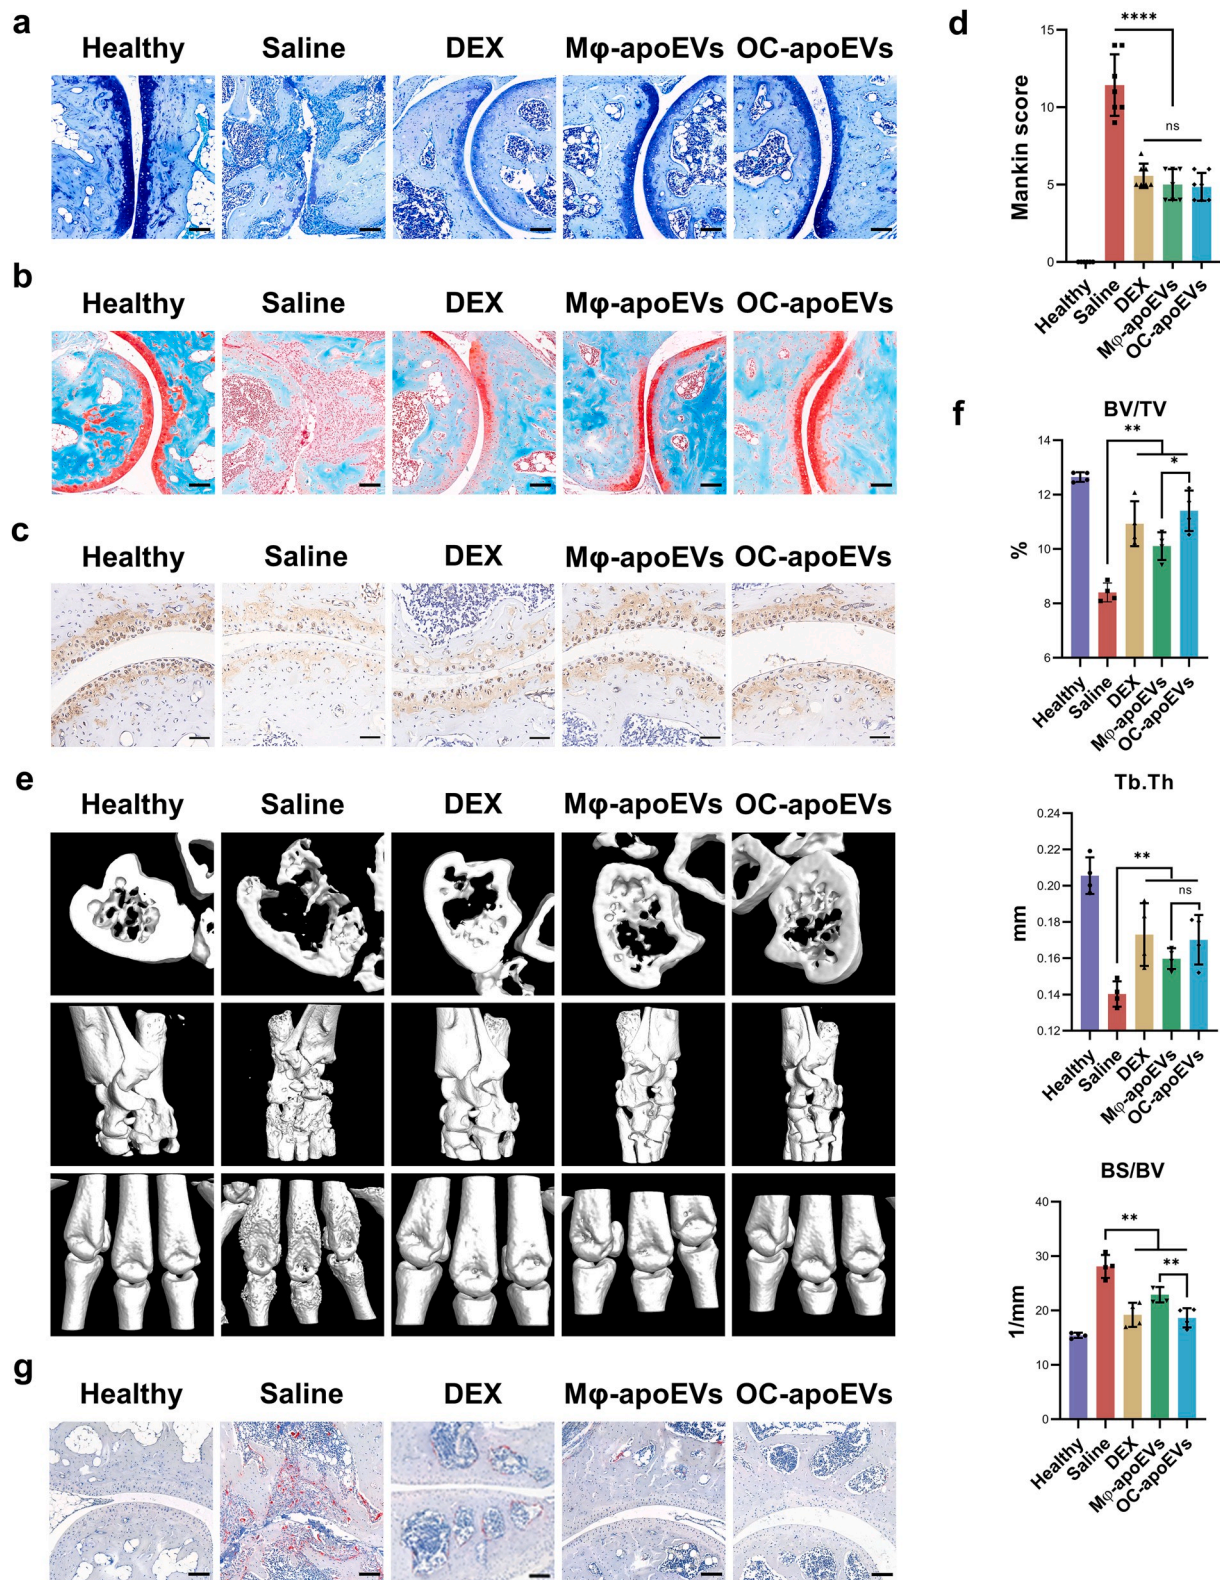 a
Healthy Saline DEX Mφ-apoEVs OC-apoEVs
b
Healthy Saline DEX Mφ-apoEVs OC-apoEVs
c
Healthy Saline DEX Mφ-apoEVs OC-apoEVs
e
Healthy Saline DEX Mφ-apoEVs OC-apoEVs
g
Healthy Saline DEX Mφ-apoEVs OC-apoEVs
d
****
ns
Mankin score
15
10
5
0
Healthy
Saline
DEX
Mφ-apoEVs
OC-apoEVs
f
BV/TV
**
*
%
14
12
10
8
6
Healthy
Saline
DEX
Mφ-apoEVs
OC-apoEVs
Tb.Th
**
ns
mm
0.24
0.22
0.20
0.18
0.16
0.14
0.12
Healthy
Saline
DEX
Mφ-apoEVs
OC-apoEVs
BS/BV
**
**
1/mm
40
30
20
10
0
Healthy
Saline
DEX
Mφ-apoEVs
OC-apoEVs